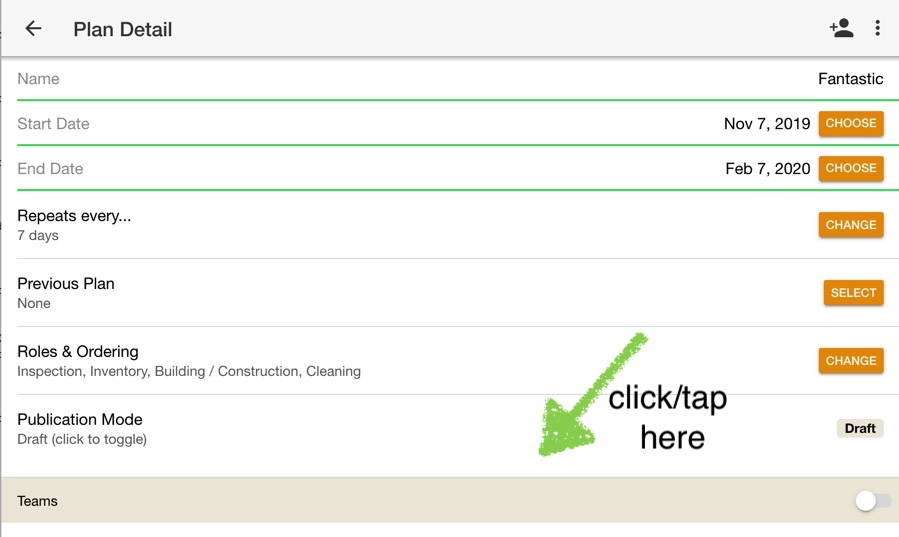 Plan Detail
Name Fantastic
Start Date Nov 7, 2019 CHOOSE
End Date Feb 7, 2020 CHOOSE
Repeats every...
7 days
CHANGE
Previous Plan
None
SELECT
Roles & Ordering
Inspection, Inventory, Building / Construction, Cleaning
CHANGE
click/tap
here
Publication Mode
Draft (click to toggle)
Draft
Teams